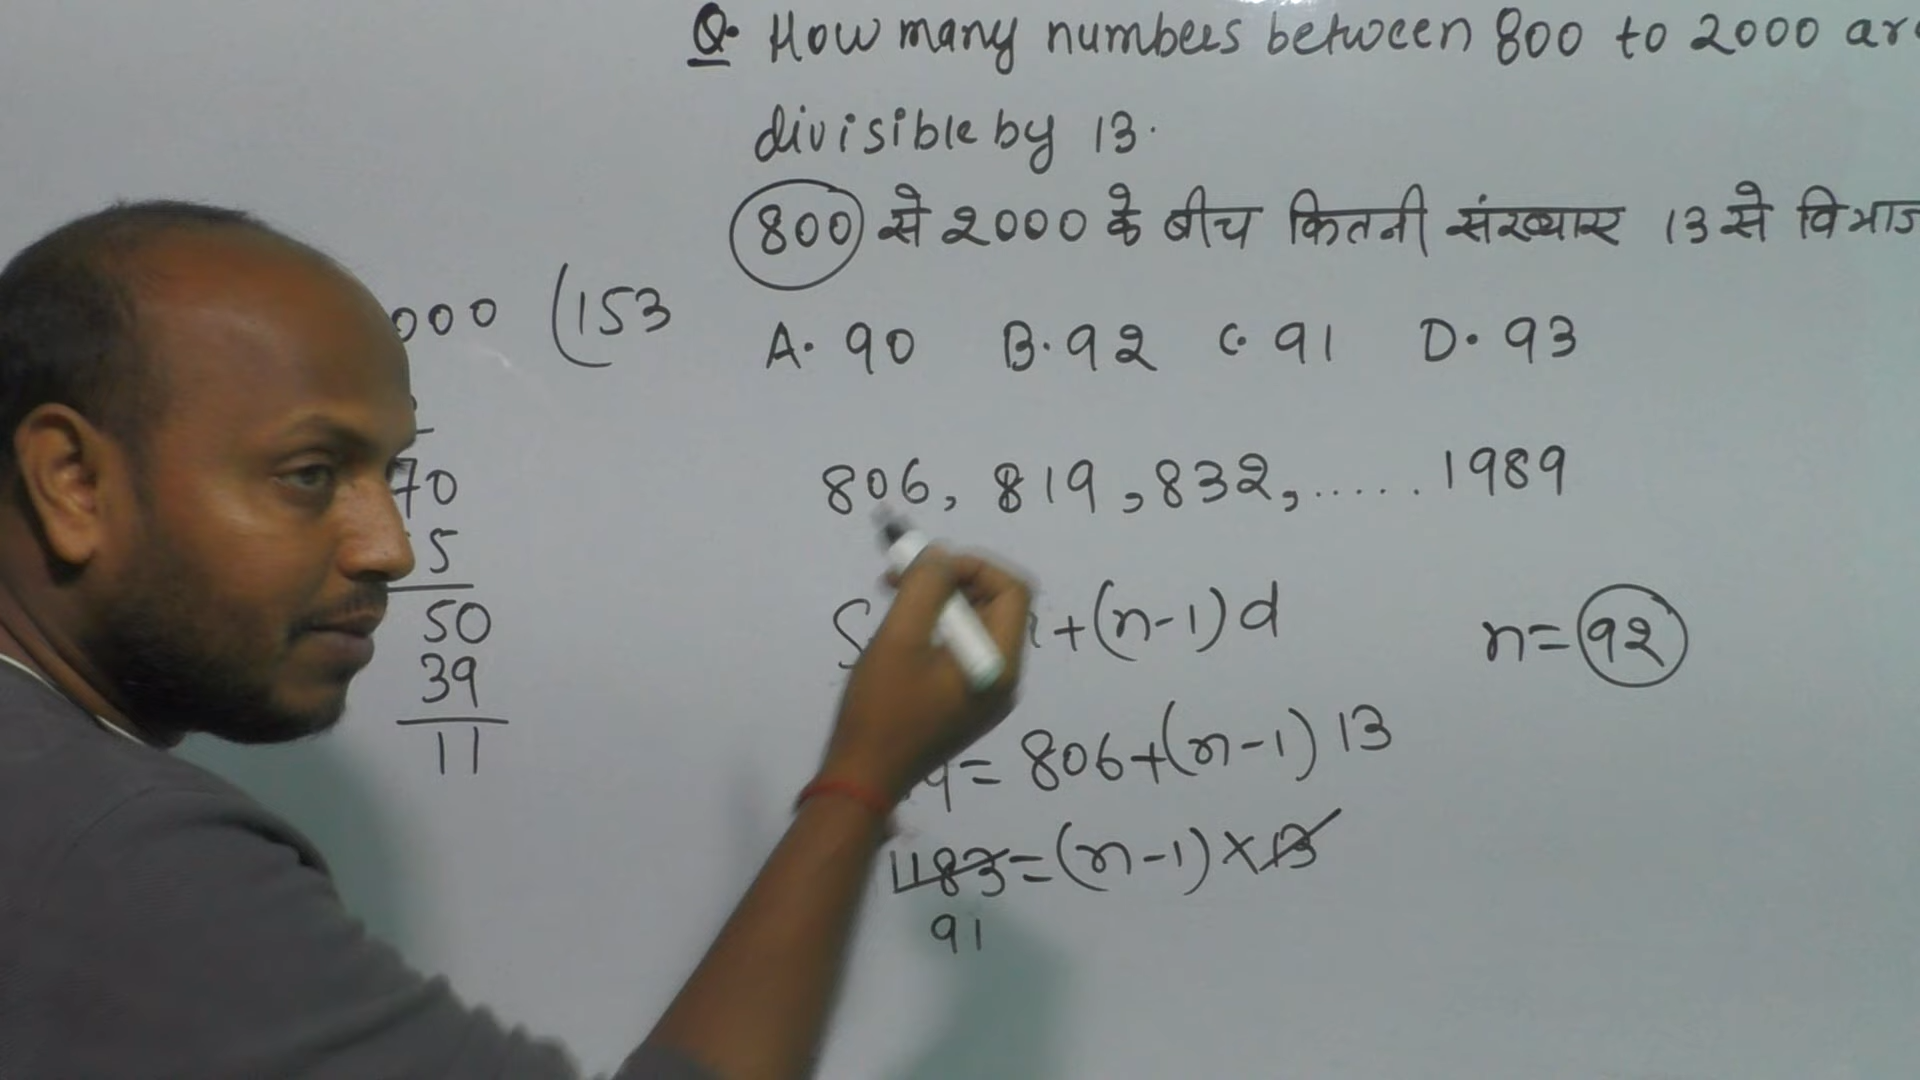 Q. How many numbers between 800 to 2000
divisible by 13.
800 से 2000 के बीच कितनी संख्याए 13 से
A. 90 B. 92 C. 91 D. 93
806, 819, 832, ..... 1989
+(n-1)d
n=92
= 806+(n-1) 13
1183=(n-1)×13
91
000 (153
70
5
50
39
11